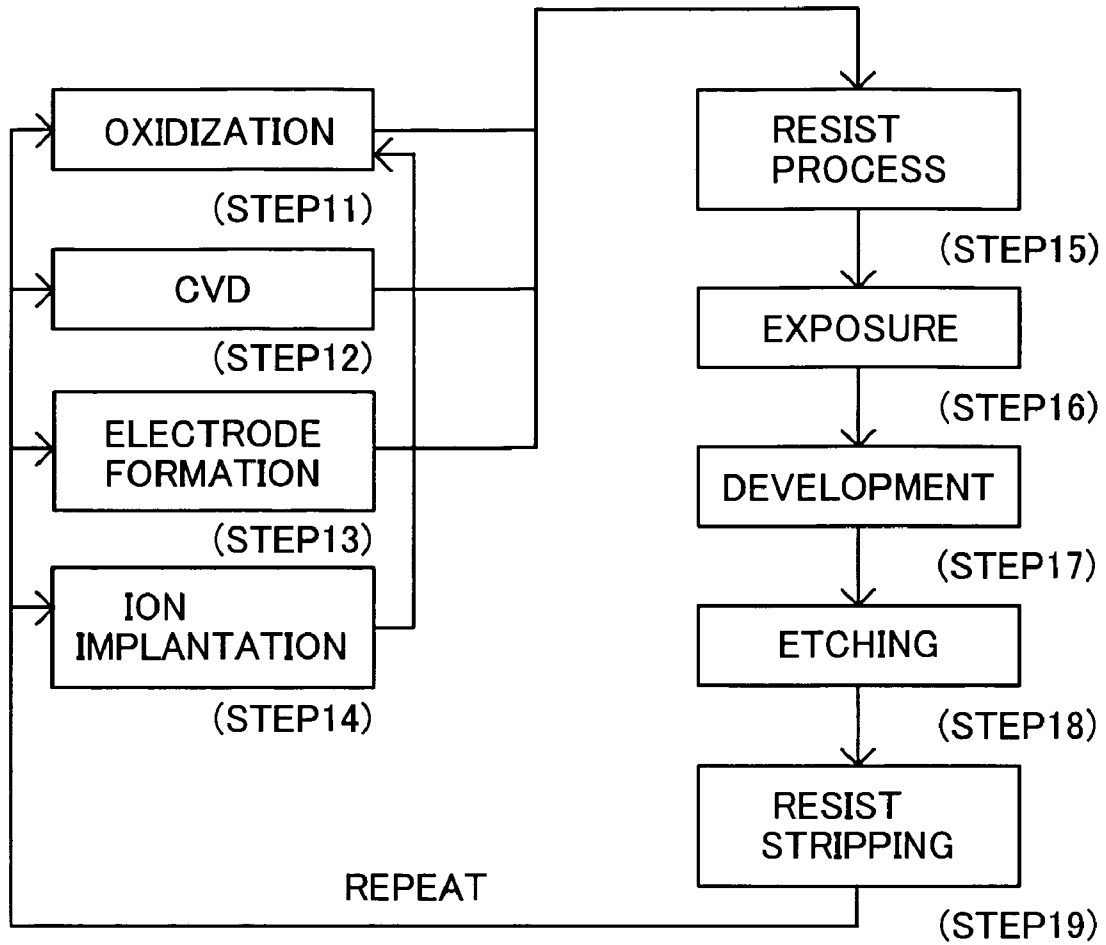 OXIDIZATION
(STEP11)
CVD
(STEP12)
ELECTRODE
FORMATION
(STEP13)
ION
IMPLANTATION
(STEP14)
RESIST
PROCESS
(STEP15)
EXPOSURE
(STEP16)
DEVELOPMENT
(STEP17)
ETCHING
(STEP18)
RESIST
STRIPPING
(STEP19)
REPEAT